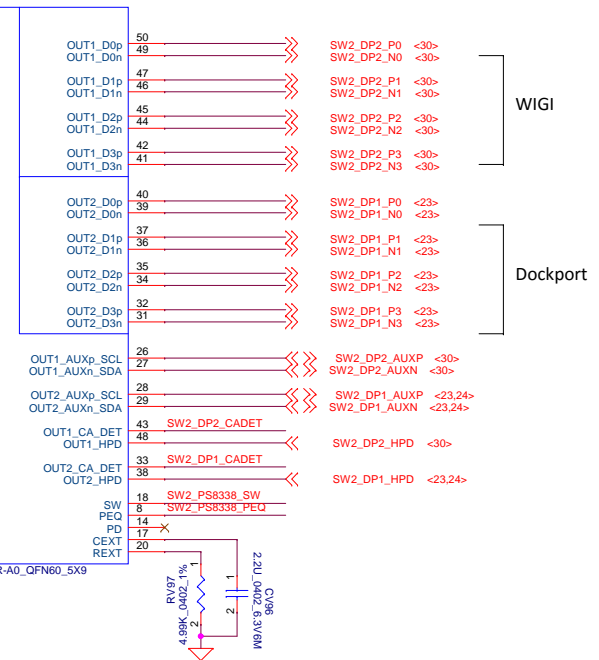 OUT1_D0p 50 SW2_DP2_P0 <30>
OUT1_D0n 49 SW2_DP2_N0 <30>
OUT1_D1p 47 SW2_DP2_P1 <30>
OUT1_D1n 46 SW2_DP2_N1 <30>
WIGI
OUT1_D2p 45 SW2_DP2_P2 <30>
OUT1_D2n 44 SW2_DP2_N2 <30>
OUT1_D3p 42 SW2_DP2_P3 <30>
OUT1_D3n 41 SW2_DP2_N3 <30>
OUT2_D0p 40 SW2_DP1_P0 <23>
OUT2_D0n 39 SW2_DP1_N0 <23>
OUT2_D1p 37 SW2_DP1_P1 <23>
OUT2_D1n 36 SW2_DP1_N1 <23>
OUT2_D2p 35 SW2_DP1_P2 <23>
Dockport
OUT2_D2n 34 SW2_DP1_N2 <23>
OUT2_D3p 32 SW2_DP1_P3 <23>
OUT2_D3n 31 SW2_DP1_N3 <23>
OUT1_AUXp_SCL 26 SW2_DP2_AUXP <30>
OUT1_AUXn_SDA 27 SW2_DP2_AUXN <30>
OUT2_AUXp_SCL 28 SW2_DP1_AUXP <23,24>
OUT2_AUXn_SDA 29 SW2_DP1_AUXN <23,24>
OUT1_CA_DET 43 SW2_DP2_CADET
OUT1_HPD 48 SW2_DP2_HPD <30>
OUT2_CA_DET 33 SW2_DP1_CADET
OUT2_HPD 38 SW2_DP1_HPD <23,24>
SW 18 SW2_PS8338_SW
PEQ 8 SW2_PS8338_PEQ
PD 14
CEXT 17
REXT 20
R-A0_QFN60_5X9
RV97
4.99K_0402_1%
1
2
1
2
CV96
2.2U_0402_6.3V6M